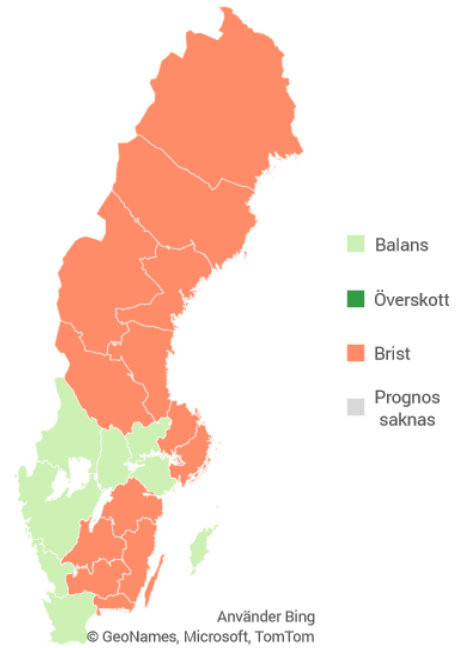 Balans
Överskott
Brist
Prognos
saknas
Använder Bing
© GeoNames, Microsoft, TomTom